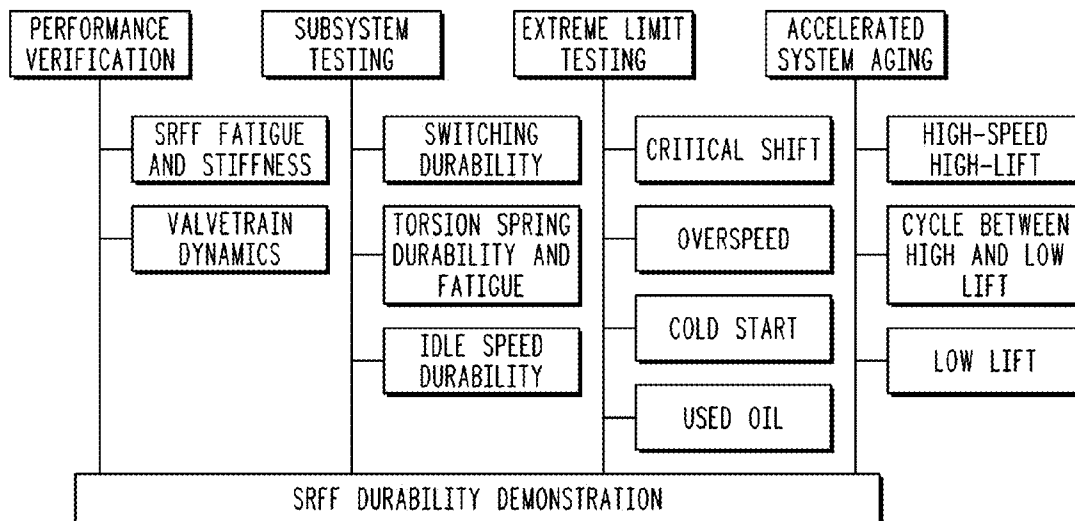 PERFORMANCE
VERIFICATION
SRFF FATIGUE
AND STIFFNESS
VALVETRAIN
DYNAMICS
SUBSYSTEM
TESTING
SWITCHING
DURABILITY
TORSION SPRING
DURABILITY AND
FATIGUE
IDLE SPEED
DURABILITY
EXTREME LIMIT
TESTING
CRITICAL SHIFT
OVERSPEED
COLD START
USED OIL
ACCELERATED
SYSTEM AGING
HIGH-SPEED
HIGH-LIFT
CYCLE BETWEEN
HIGH AND LOW
LIFT
LOW LIFT
SRFF DURABILITY DEMONSTRATION